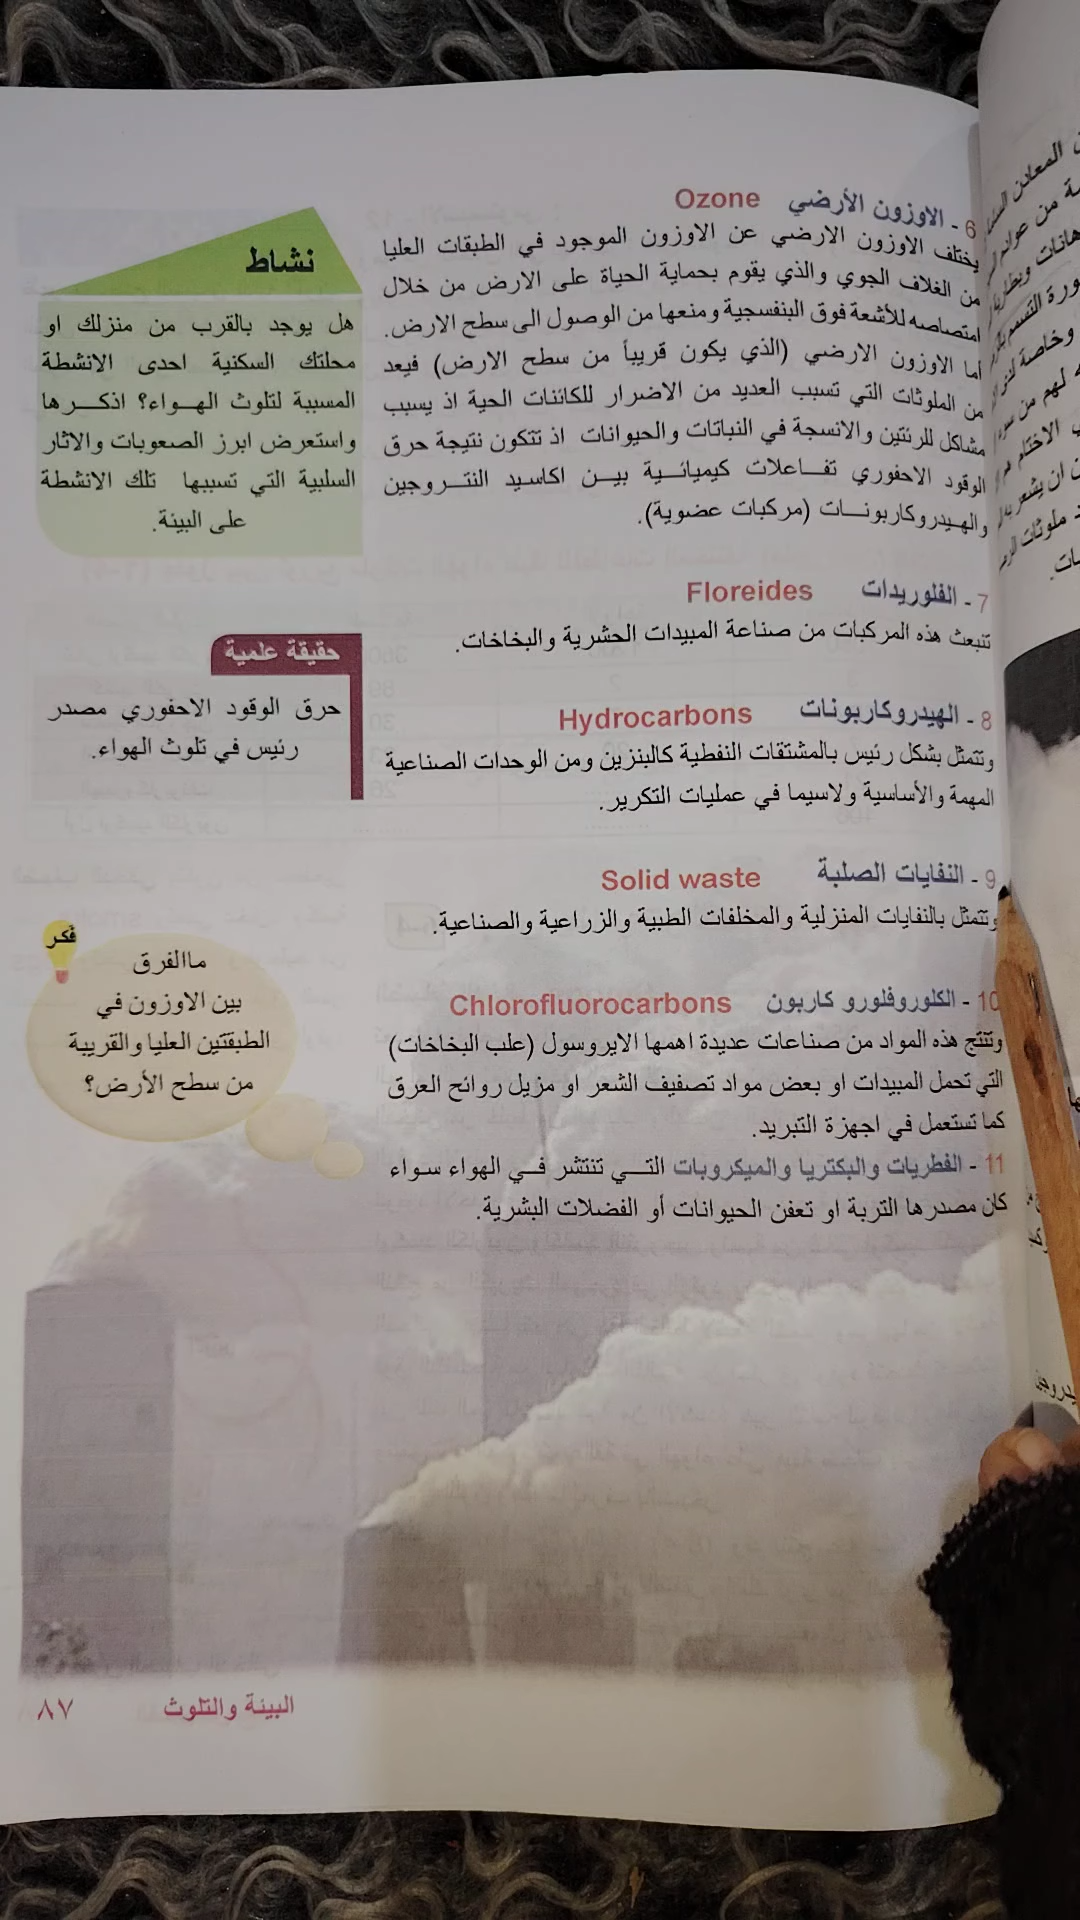 6 - الاوزون الأرضي Ozone
يختلف الاوزون الارضي عن الاوزون الموجود في الطبقات العليا
من الغلاف الجوي والذي يقوم بحماية الحياة على الارض من خلال
امتصاصه للأشعة فوق البنفسجية ومنعها من الوصول الى سطح الارض.
أما الاوزون الارضي (الذي يكون قريباً من سطح الارض) فيعد
من الملوثات التي تسبب العديد من الاضرار للكائنات الحية اذ يسبب
مشاكل للرئتين والانسجة في النباتات والحيوانات اذ تتكون نتيجة حرق
الوقود الاحفوري تفاعلات كيميائية بين اكاسيد النتروجين
والهيدروكاربونات (مركبات عضوية).
7 - الفلوريدات Floreides
تنبعث هذه المركبات من صناعة المبيدات الحشرية والبخاخات.
8 - الهيدروكاربونات Hydrocarbons
وتتمثل بشكل رئيس بالمشتقات النفطية كالبنزين ومن الوحدات الصناعية
المهمة والأساسية ولاسيما في عمليات التكرير.
9 - النفايات الصلبة Solid waste
وتتمثل بالنفايات المنزلية والمخلفات الطبية والزراعية والصناعية.
10 - الكلوروفلورو كاربون Chlorofluorocarbons
وتنتج هذه المواد من صناعات عديدة اهمها الايروسول (علب البخاخات)
التي تحمل المبيدات او بعض مواد تصفيف الشعر او مزيل روائح العرق
كما تستعمل في اجهزة التبريد.
11 - الفطريات والبكتريا والميكروبات التي تنتشر في الهواء سواء
كان مصدرها التربة او تعفن الحيوانات أو الفضلات البشرية.
نشاط
هل يوجد بالقرب من منزلك او
محلتك السكنية احدى الانشطة
المسببة لتلوث الهواء؟ اذكرها
واستعرض ابرز الصعوبات والاثار
السلبية التي تسببها تلك الانشطة
على البيئة.
حقيقة علمية
حرق الوقود الاحفوري مصدر
رئيس في تلوث الهواء.
فكر
ماالفرق
بين الاوزون في
الطبقتين العليا والقريبة
من سطح الأرض؟
البيئة والتلوث ٨٧